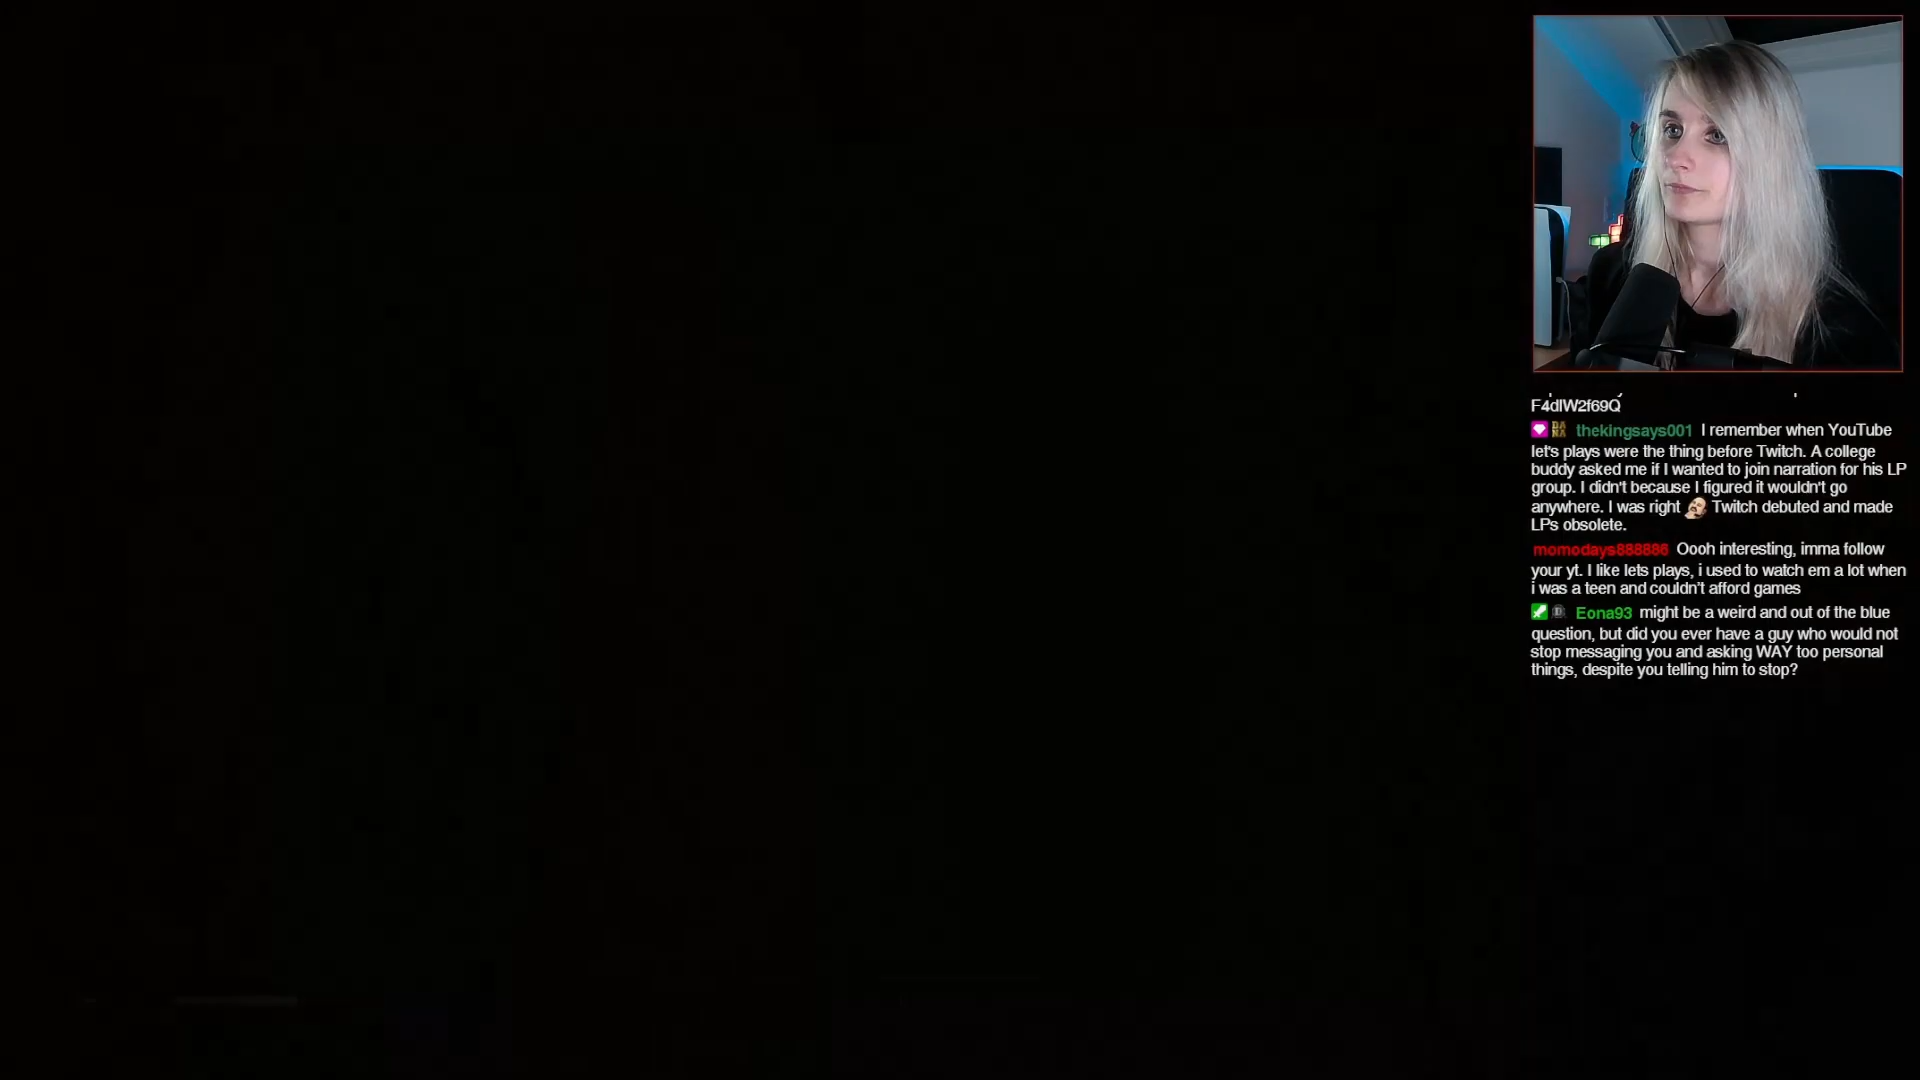 F4dlW2f69Q
thekingsays001 I remember when YouTube
let's plays were the thing before Twitch. A college
buddy asked me if I wanted to join narration for his LP
group. I didn't because I figured it wouldn't go
anywhere. I was right Twitch debuted and made
LPs obsolete.
momodays888886 Oooh interesting, imma follow
your yt. I like lets plays, i used to watch em a lot when
i was a teen and couldn't afford games
Eona93 might be a weird and out of the blue
question, but did you ever have a guy who would not
stop messaging you and asking WAY too personal
things, despite you telling him to stop?